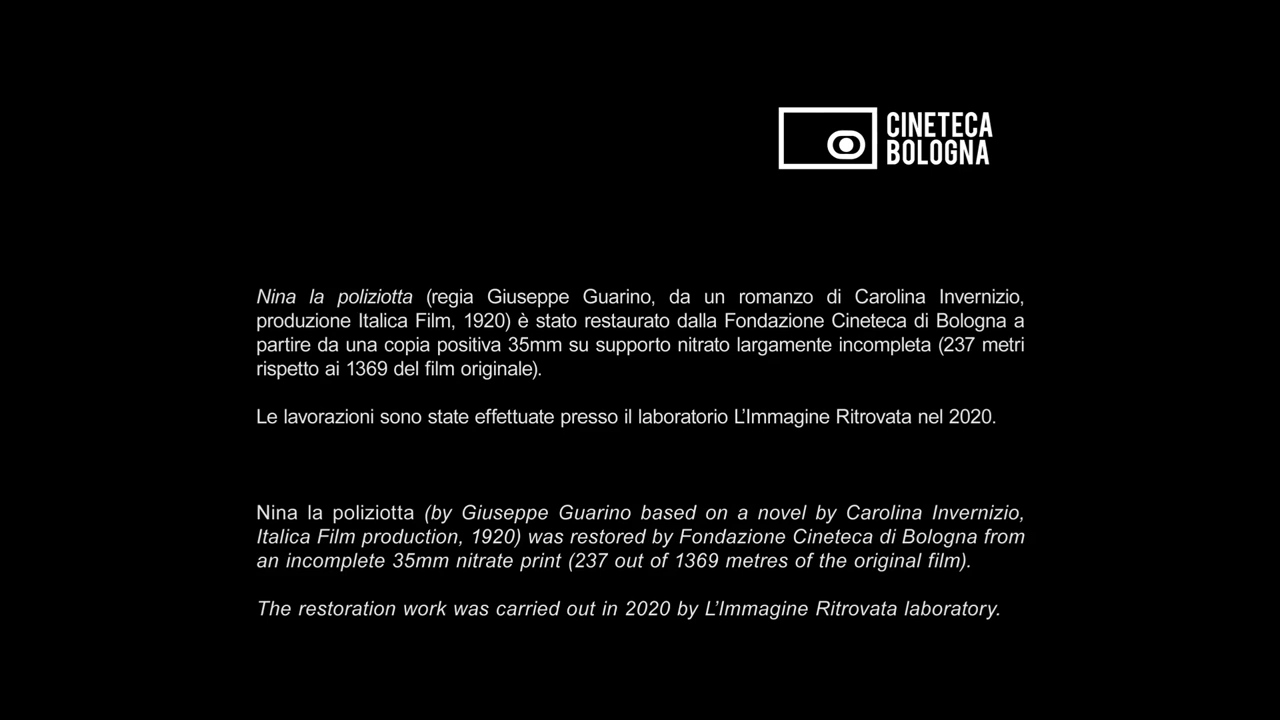 CINETECA
BOLOGNA
Nina la poliziotta (regia Giuseppe Guarino, da un romanzo di Carolina Invernizio,
produzione Italica Film, 1920) è stato restaurato dalla Fondazione Cineteca di Bologna a
partire da una copia positiva 35mm su supporto nitrato largamente incompleta (237 metri
rispetto ai 1369 del film originale).
Le lavorazioni sono state effettuate presso il laboratorio L’Immagine Ritrovata nel 2020.
Nina la poliziotta (by Giuseppe Guarino based on a novel by Carolina Invernizio,
Italica Film production, 1920) was restored by Fondazione Cineteca di Bologna from
an incomplete 35mm nitrate print (237 out of 1369 metres of the original film).
The restoration work was carried out in 2020 by L’Immagine Ritrovata laboratory.